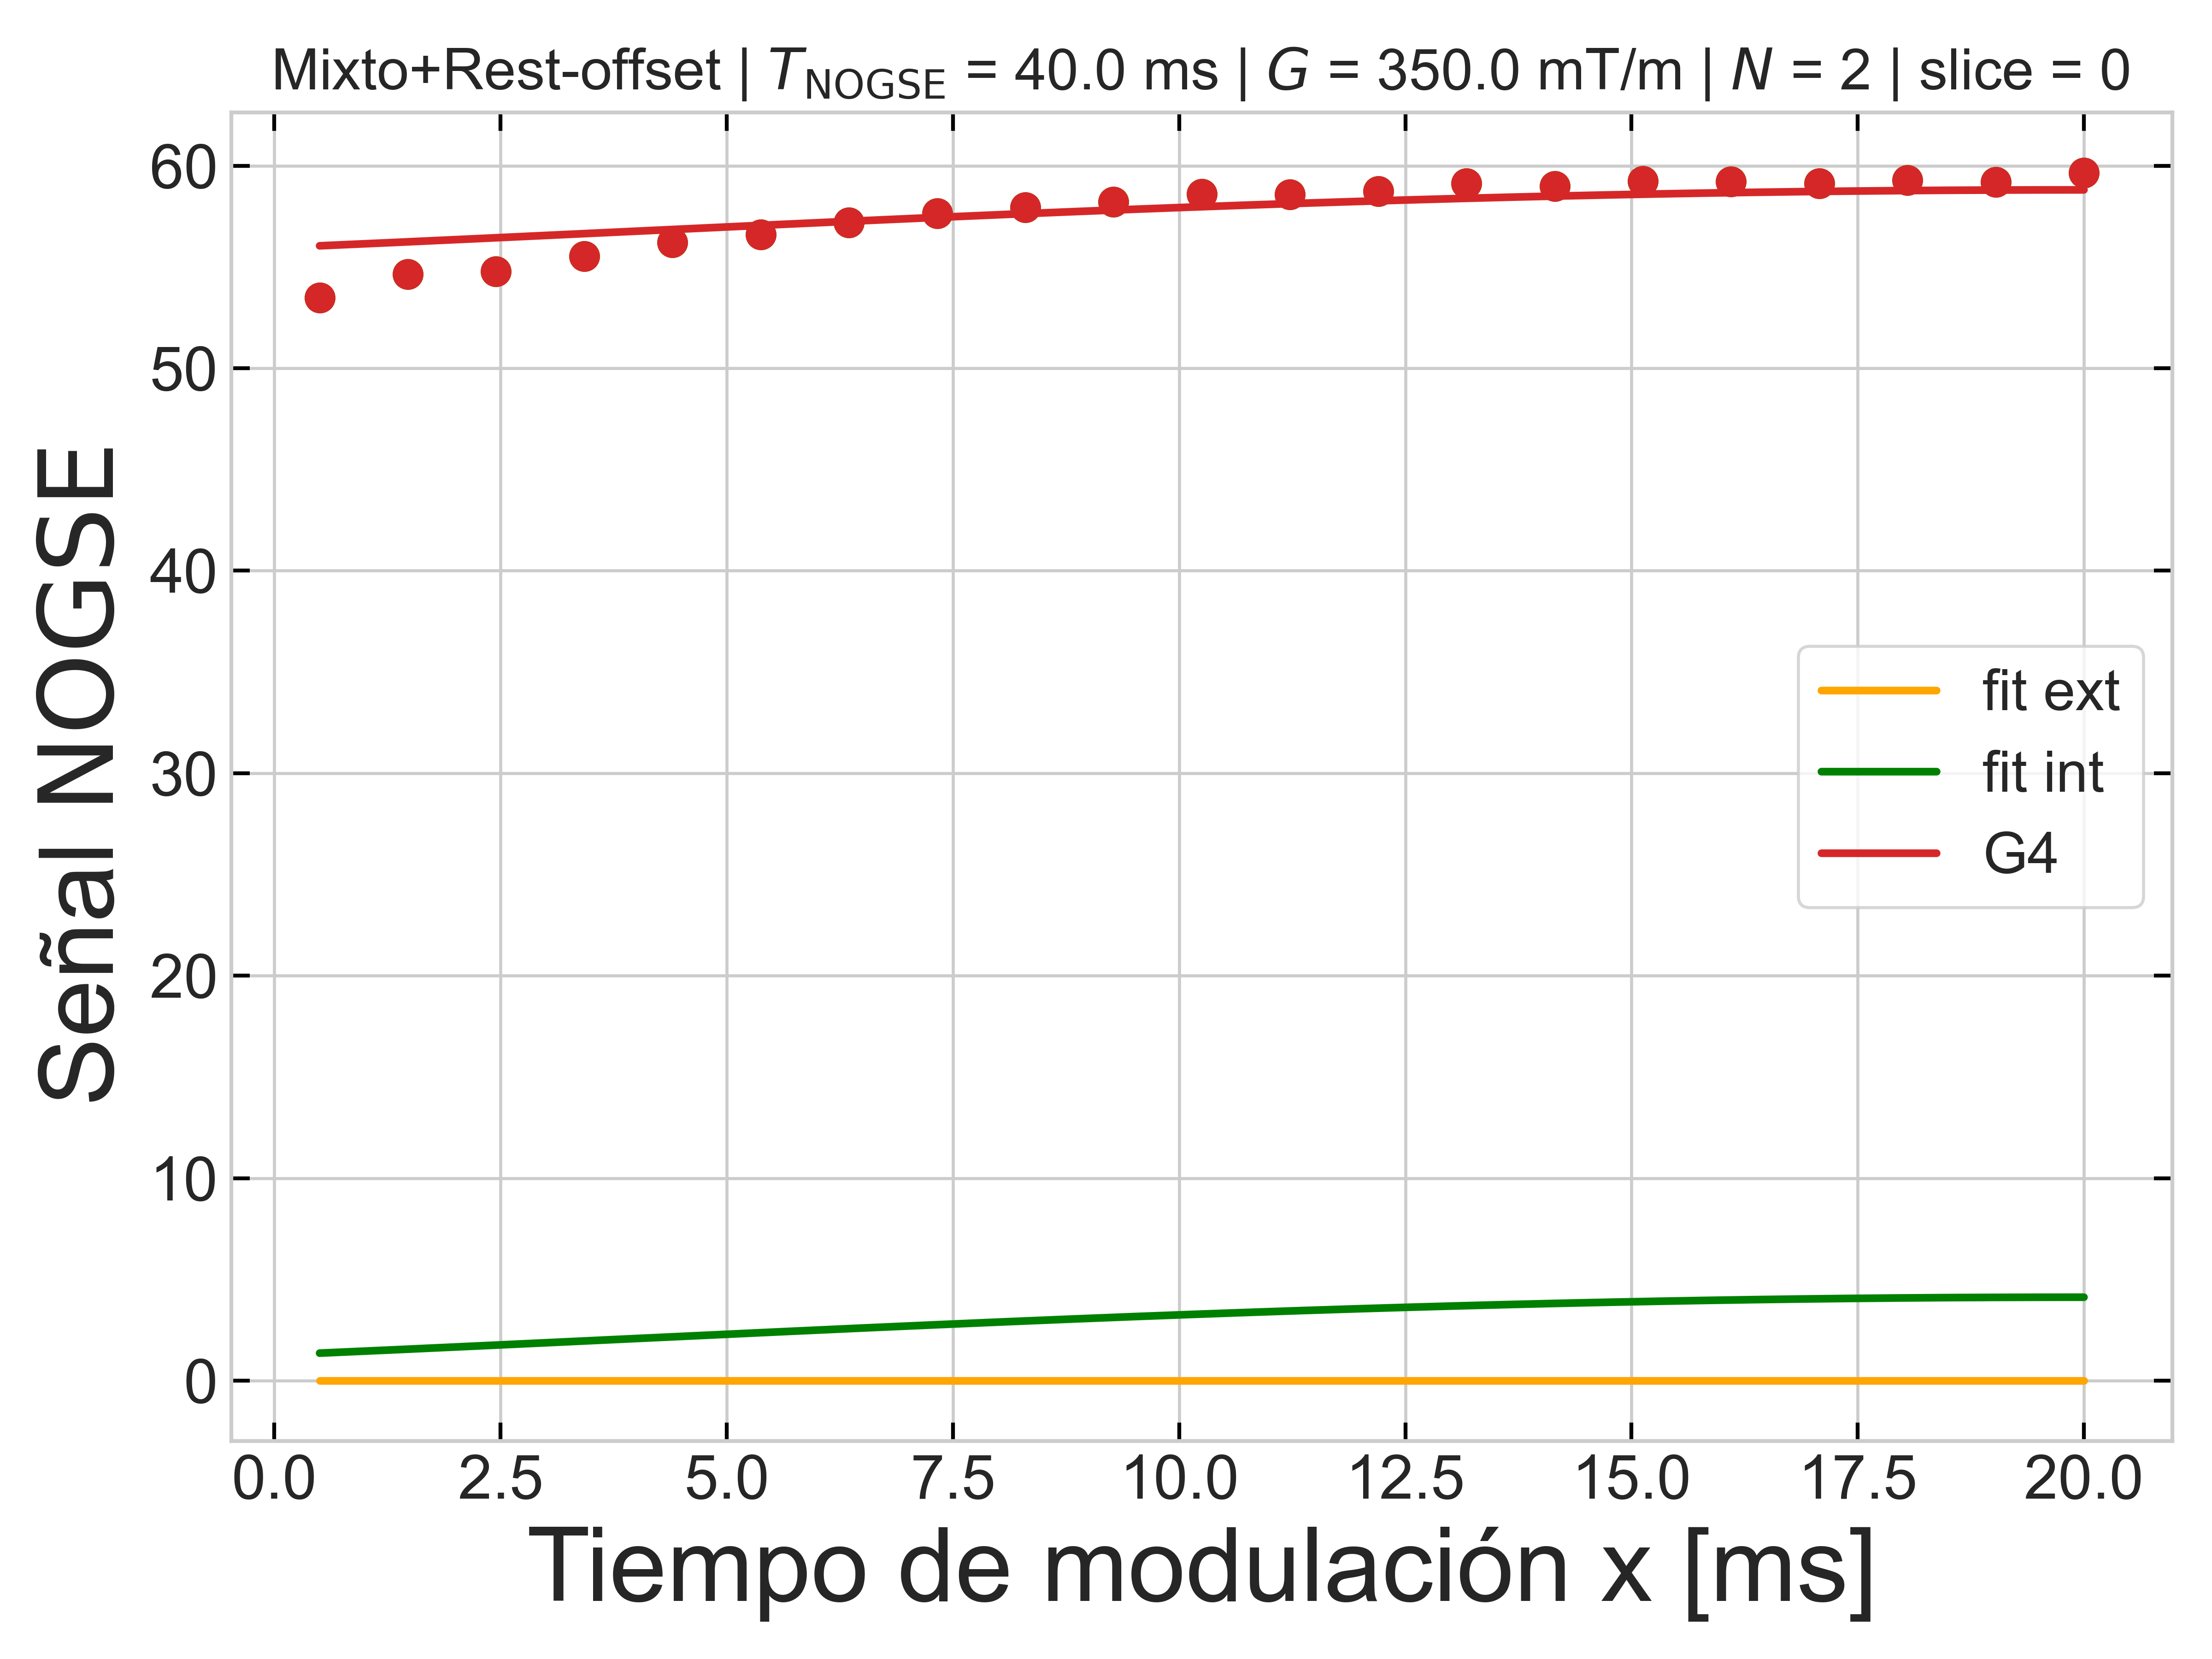 Mixto+Rest-offset | T_NOGSE = 40.0 ms | G = 350.0 mT/m | N = 2 | slice = 0
Señal NOGSE
60
50
40
30
20
10
0
fit ext
fit int
G4
0.0 2.5 5.0 7.5 10.0 12.5 15.0 17.5 20.0
Tiempo de modulación x [ms]